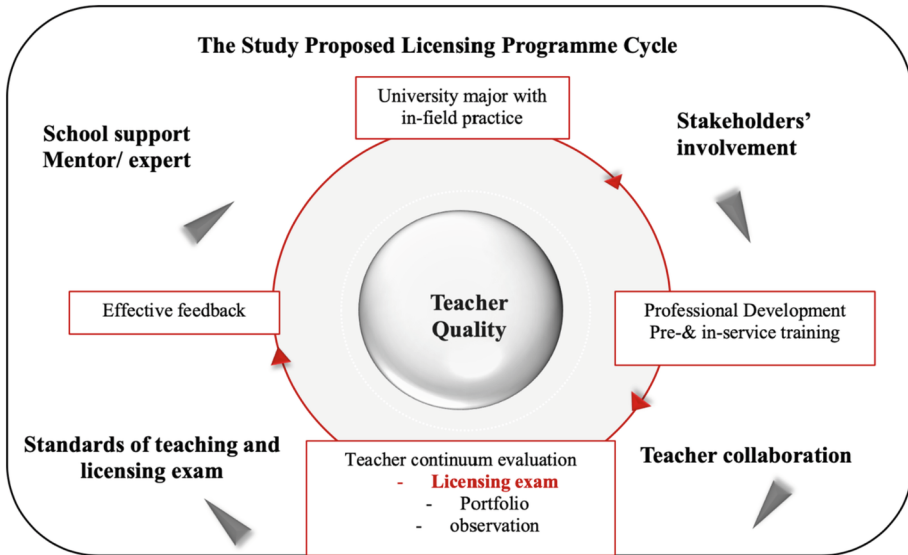 The Study Proposed Licensing Programme Cycle
University major with
in-field practice
School support
Mentor/ expert
Stakeholders’
involvement
Effective feedback
Teacher
Quality
Professional Development
Pre-& in-service training
Standards of teaching and
licensing exam
Teacher continuum evaluation
- Licensing exam
- Portfolio
- observation
Teacher collaboration